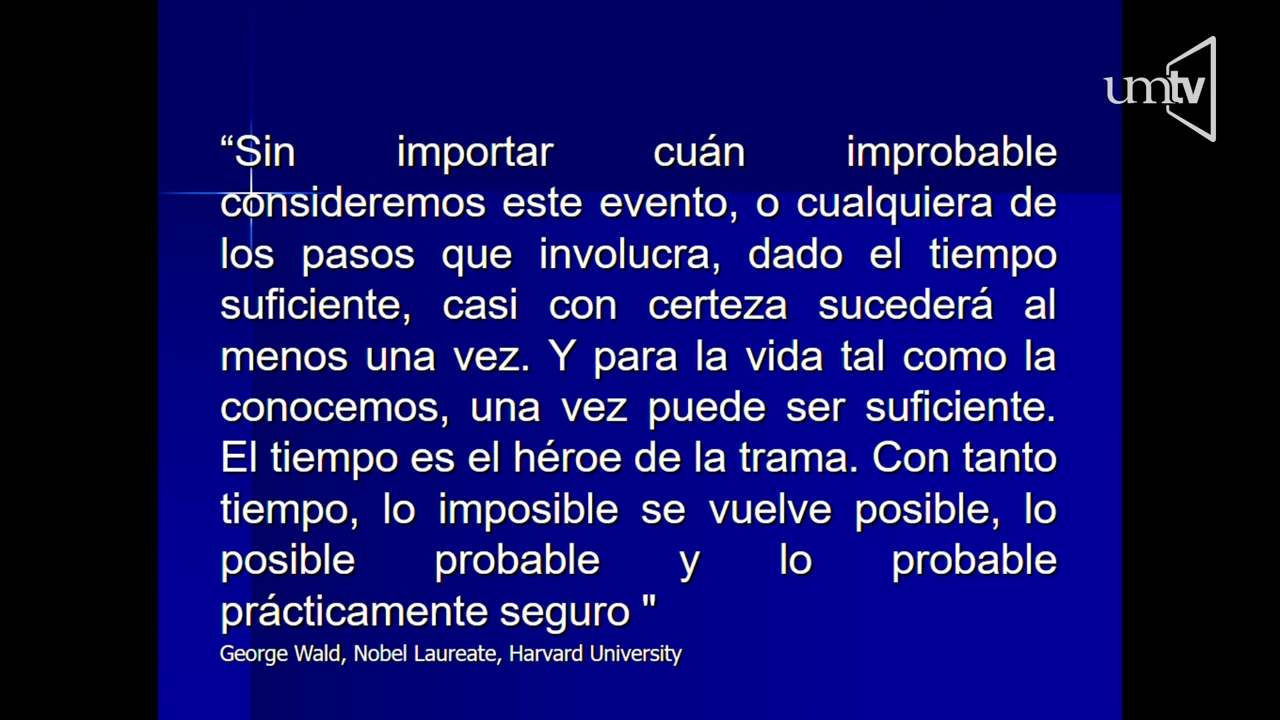 umtv
“Sin importar cuán improbable
consideremos este evento, o cualquiera de
los pasos que involucra, dado el tiempo
suficiente, casi con certeza sucederá al
menos una vez. Y para la vida tal como la
conocemos, una vez puede ser suficiente.
El tiempo es el héroe de la trama. Con tanto
tiempo, lo imposible se vuelve posible, lo
posible probable y lo probable
prácticamente seguro "
George Wald, Nobel Laureate, Harvard University